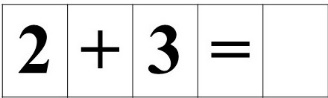 2 + 3 =